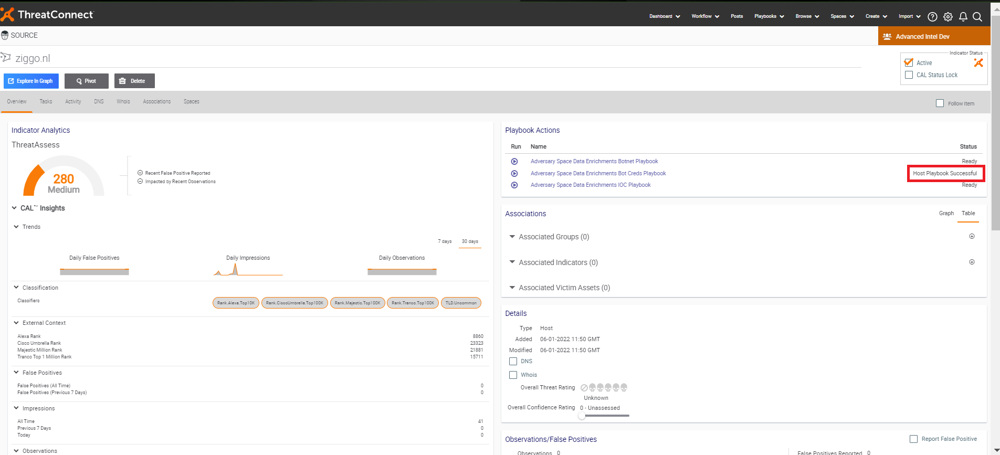 ThreatConnect
Dashboard Workflow Posts Playbooks Browse Spaces Create Import
SOURCE
Advanced Intel Dev
ziggo.nl
Indicator Status
Active
CAL Status Lock
Explore In Graph Pivot Delete
Overview Tasks Activity DNS Whois Associations Spaces
Follow Item
Indicator Analytics
ThreatAssess
280
Medium
Recent False Positive Reported
Impacted by Recent Observations
CAL™ Insights
Trends
7 days 30 days
Daily False Positives Daily Impressions Daily Observations
Classification
Classifiers Rank.Alexa.Top10K Rank.CiscoUmbrella.Top100K Rank.Majestic.Top100K Rank.Tranco.Top100K TLD.Uncommon
External Context
Alexa Rank 8860
Cisco Umbrella Rank 23323
Majestic Million Rank 21881
Tranco Top 1 Million Rank 15711
False Positives
False Positives (All Time) 0
False Positives (Previous 7 Days) 0
Impressions
All Time 41
Previous 7 Days 0
Today 0
Observations
Playbook Actions
Run Name Status
Adversary Space Data Enrichments Botnet Playbook Ready
Adversary Space Data Enrichments Bot Creds Playbook Host Playbook Successful
Adversary Space Data Enrichments IOC Playbook Ready
Associations
Graph Table
Associated Groups (0)
Associated Indicators (0)
Associated Victim Assets (0)
Details
Type Host
Added 06-01-2022 11:50 GMT
Modified 06-01-2022 11:50 GMT
DNS
Whois
Overall Threat Rating
Unknown
Overall Confidence Rating 0 - Unassessed
Observations/False Positives
Report False Positive
Observations 0 False Positives Reported 0